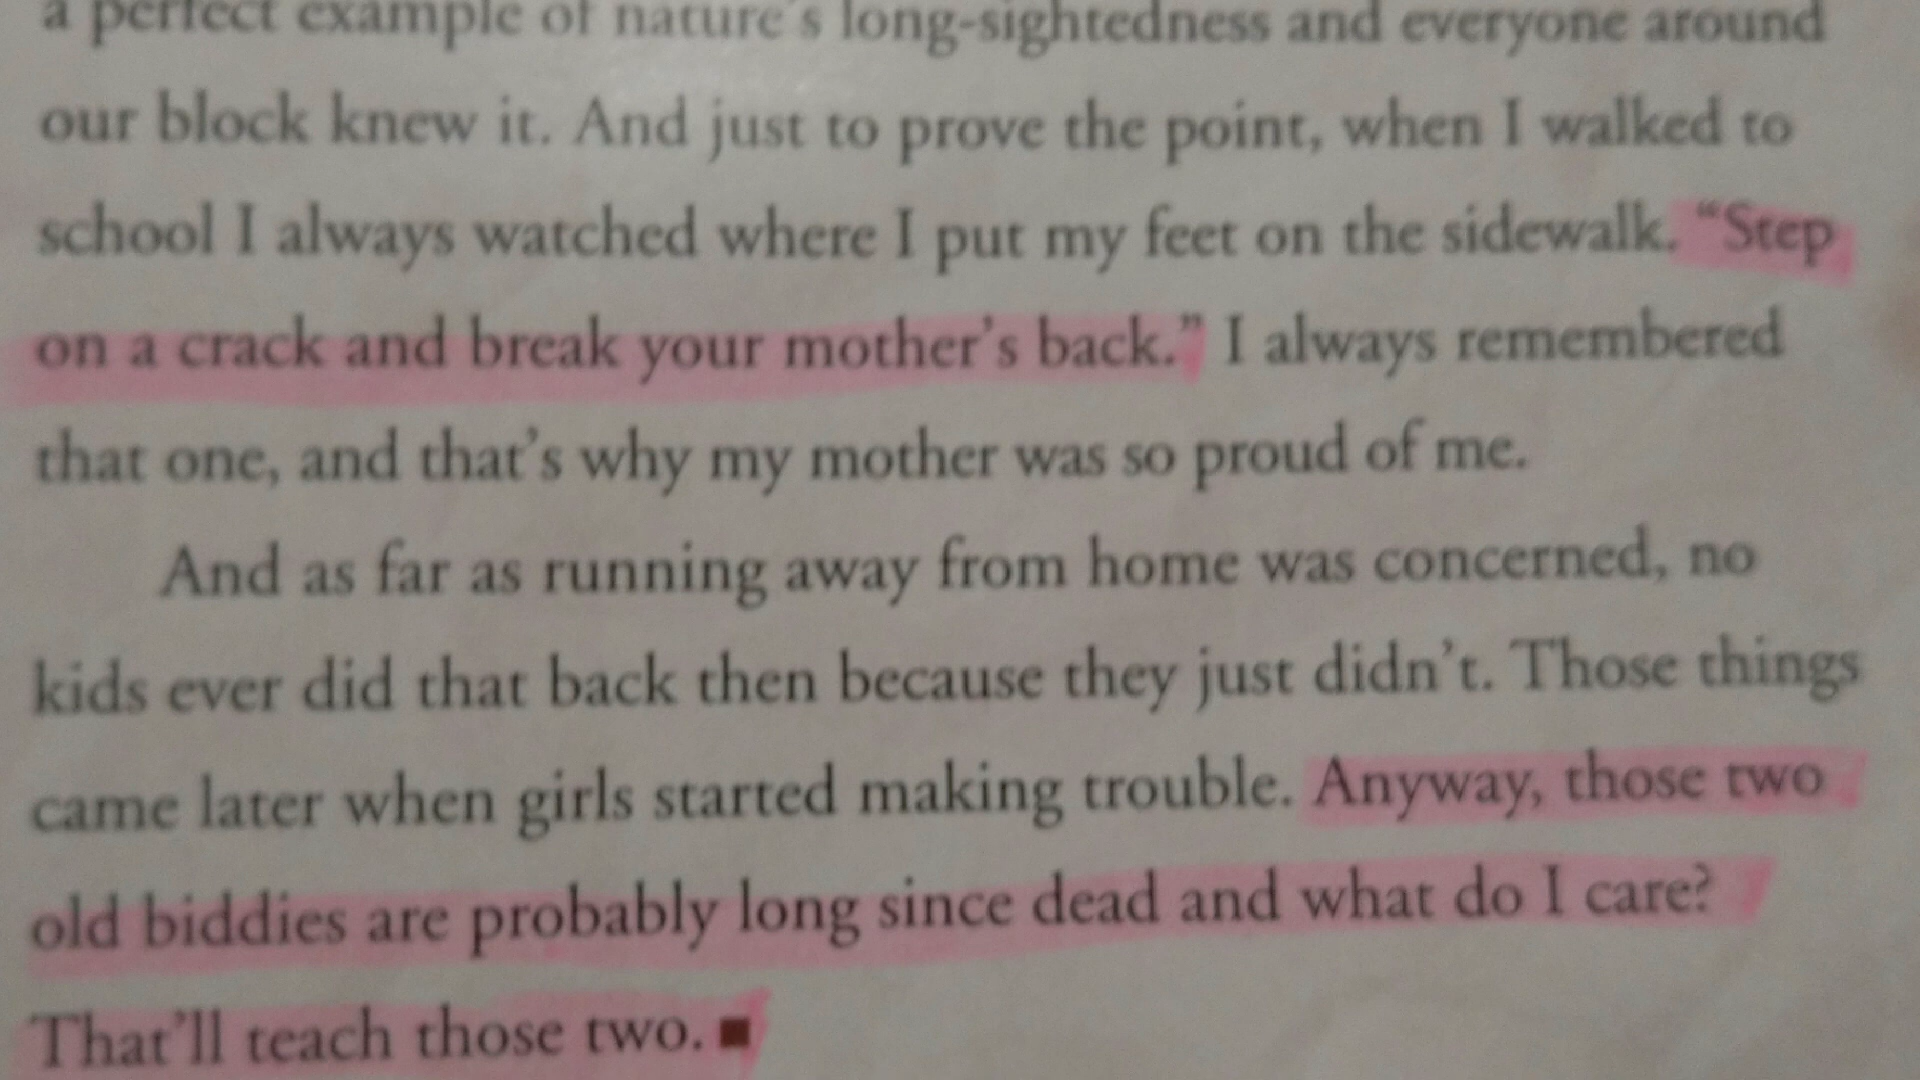 a perfect example of nature's long-sightedness and everyone around
our block knew it. And just to prove the point, when I walked to
school I always watched where I put my feet on the sidewalk. “Step
on a crack and break your mother’s back.” I always remembered
that one, and that’s why my mother was so proud of me.
And as far as running away from home was concerned, no
kids ever did that back then because they just didn’t. Those things
came later when girls started making trouble. Anyway, those two
old biddies are probably long since dead and what do I care?
That’ll teach those two. ■